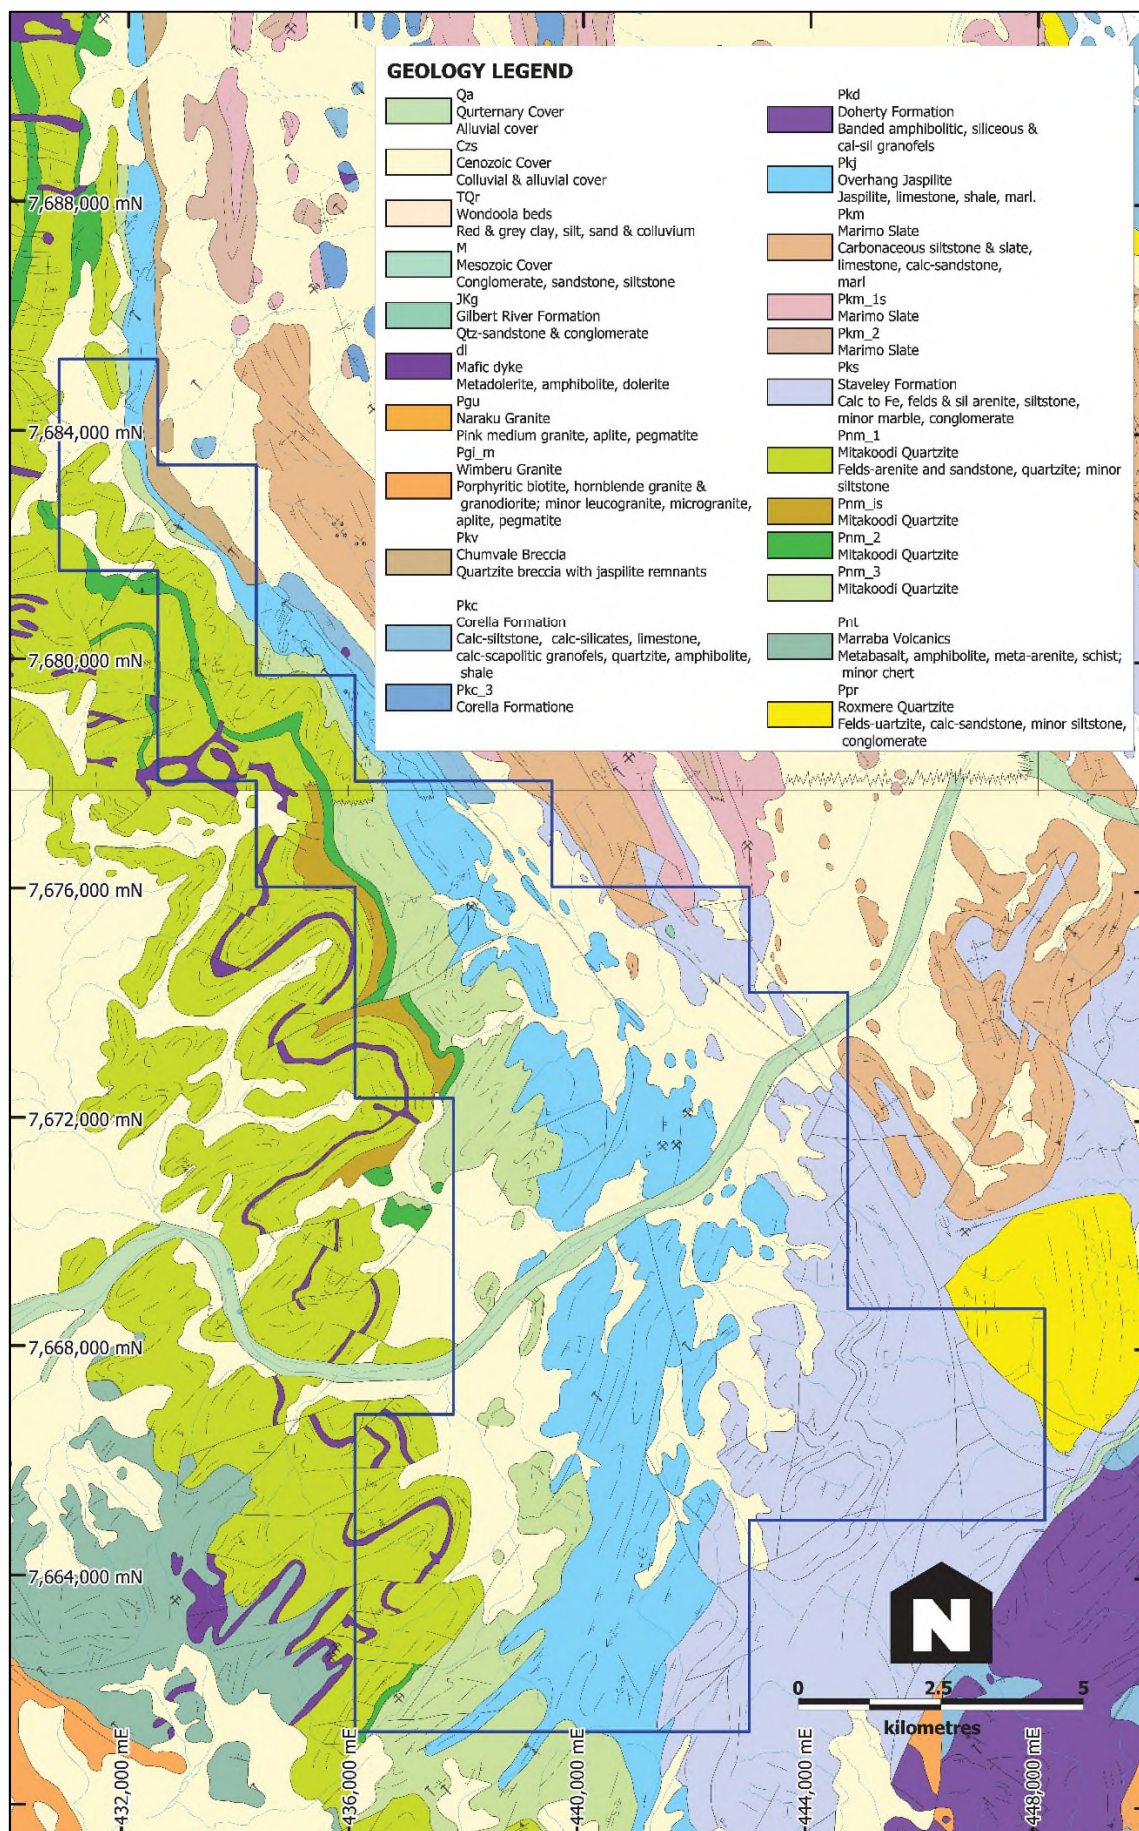 GEOLOGY LEGEND
Qa
Qurternary Cover
Alluvial cover
Czs
Cenozoic Cover
Colluvial & alluvial cover
TQr
Wondoola beds
Red & grey clay, silt, sand & colluvium
M
Mesozoic Cover
Conglomerate, sandstone, siltstone
JKg
Gilbert River Formation
Qtz-sandstone & conglomerate
dl
Mafic dyke
Metadolerite, amphibolite, dolerite
Pgu
Naraku Granite
Pink medium granite, aplite, pegmatite
Pgi_m
Wimberu Granite
Porphyritic biotite, hornblende granite &
granodiorite; minor leucogranite, microgranite,
aplite, pegmatite
Pkv
Chumvale Breccia
Quartzite breccia with jaspilite remnants
Pkc
Corella Formation
Calc-siltstone, calc-silicates, limestone,
calc-scapolitic granofels, quartzite, amphibolite,
shale
Pkc_3
Corella Formatione
Pkd
Doherty Formation
Banded amphibolitic, siliceous &
cal-sil granofels
Pkj
Overhang Jaspilite
Jaspilite, limestone, shale, marl.
Pkm
Marimo Slate
Carbonaceous siltstone & slate,
limestone, calc-sandstone,
marl
Pkm_1s
Marimo Slate
Pkm_2
Marimo Slate
Pks
Staveley Formation
Calc to Fe, felds & sil arenite, siltstone,
minor marble, conglomerate
Pnm_1
Mitakoodi Quartzite
Felds-arenite and sandstone, quartzite; minor
siltstone
Pnm_is
Mitakoodi Quartzite
Pnm_2
Mitakoodi Quartzite
Pnm_3
Mitakoodi Quartzite
Pnt
Marraba Volcanics
Metabasalt, amphibolite, meta-arenite, schist;
minor chert
Ppr
Roxmere Quartzite
Felds-uartzite, calc-sandstone, minor siltstone,
conglomerate
7,688,000 mN
7,684,000 mN
7,680,000 mN
7,676,000 mN
7,672,000 mN
7,668,000 mN
7,664,000 mN
N
0 2.5 5
kilometres
432,000 mE
436,000 mE
440,000 mE
444,000 mE
448,000 mE